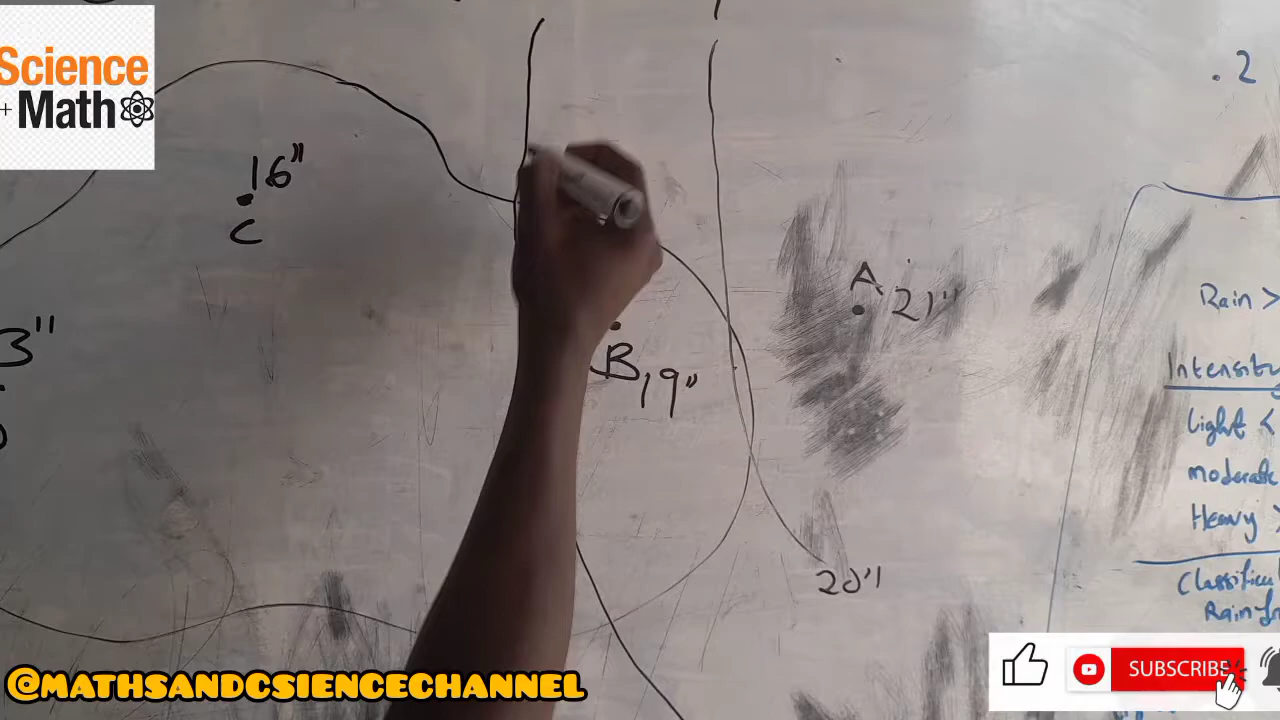 Science
+ Math
. 2
16"
C
A
21"
Rain >
3"
B
19"
Intensity
Light <
moderate
Heavy >
20"
@MATHSANDCSIENCECHANNEL
SUBSCRIBE